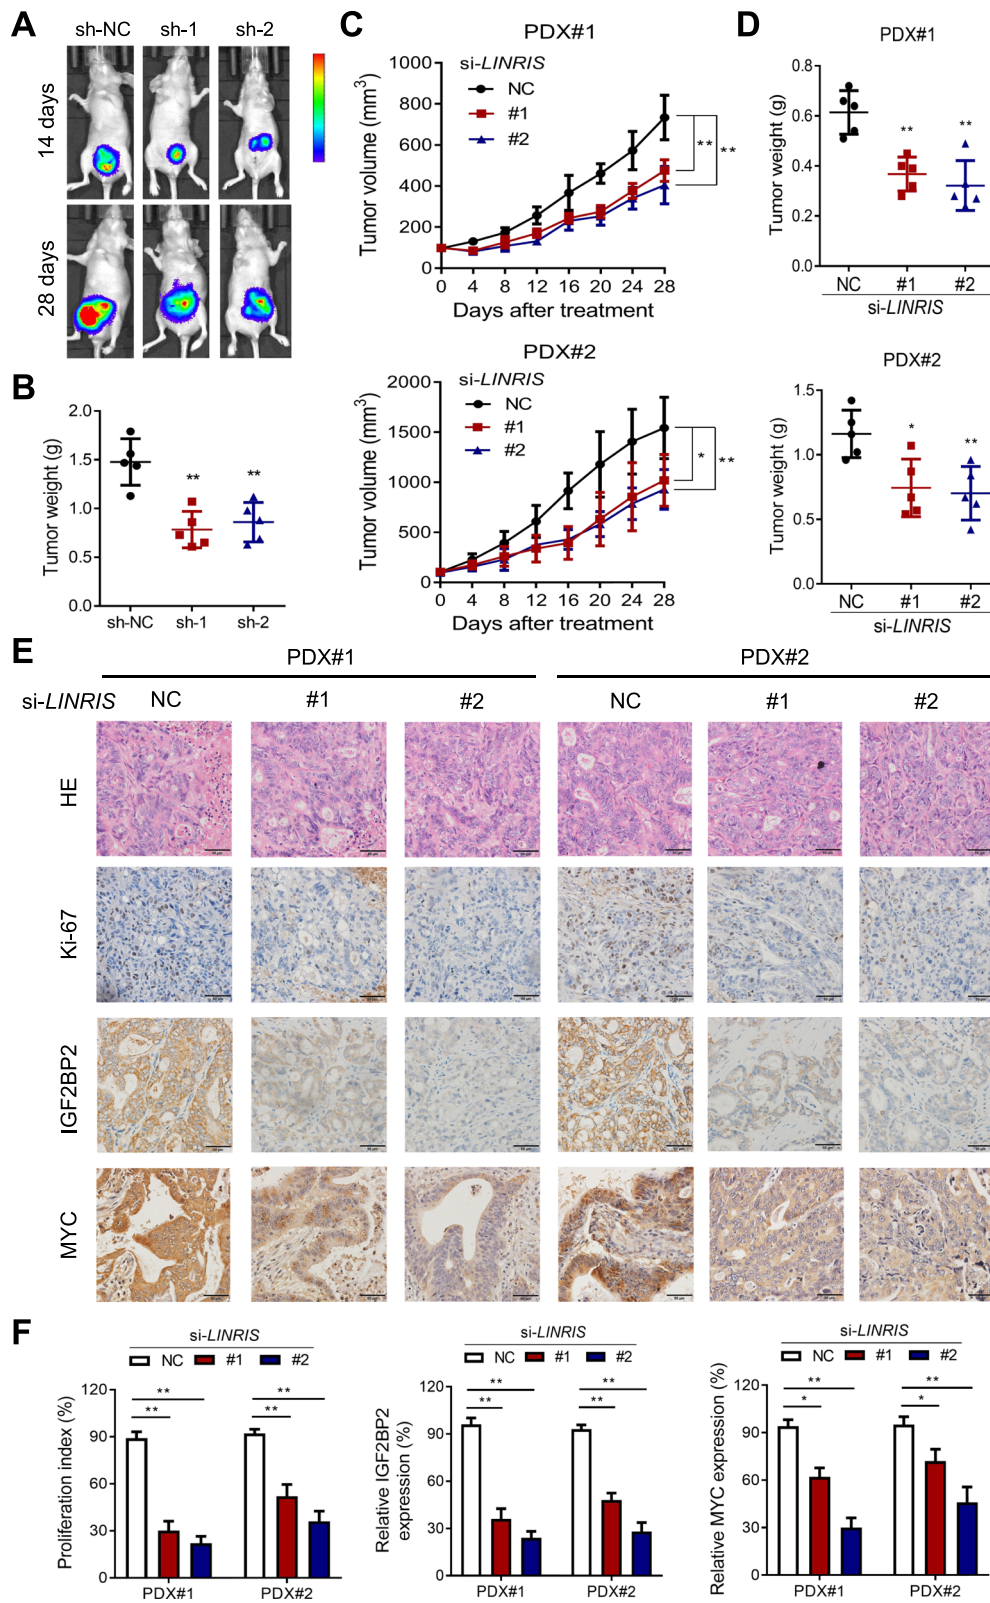 A
sh-NC sh-1 sh-2
14 days
28 days
B
Tumor weight (g)
2.0
1.5
1.0
0.5
0.0
** **
sh-NC sh-1 sh-2
C
PDX#1
si-LINRIS
NC
#1
#2
Tumor volume (mm3)
1000
800
600
400
200
0
** **
0 4 8 12 16 20 24 28
Days after treatment
PDX#2
si-LINRIS
NC
#1
#2
Tumor volume (mm3)
2000
1500
1000
500
0
* **
0 4 8 12 16 20 24 28
Days after treatment
D
PDX#1
Tumor weight (g)
0.8
0.6
0.4
0.2
0.0
** **
NC #1 #2
si-LINRIS
PDX#2
Tumor weight (g)
1.5
1.0
0.5
0.0
* **
NC #1 #2
si-LINRIS
E
PDX#1 PDX#2
si-LINRIS NC #1 #2 NC #1 #2
HE
Ki-67
IGF2BP2
MYC
F
si-LINRIS
NC #1 #2
Proliferation index (%)
120
90
60
30
0
** **
** **
PDX#1 PDX#2
si-LINRIS
NC #1 #2
Relative IGF2BP2
expression (%)
120
90
60
30
0
** **
** **
PDX#1 PDX#2
si-LINRIS
NC #1 #2
Relative MYC expression (%)
120
90
60
30
0
** **
* *
PDX#1 PDX#2